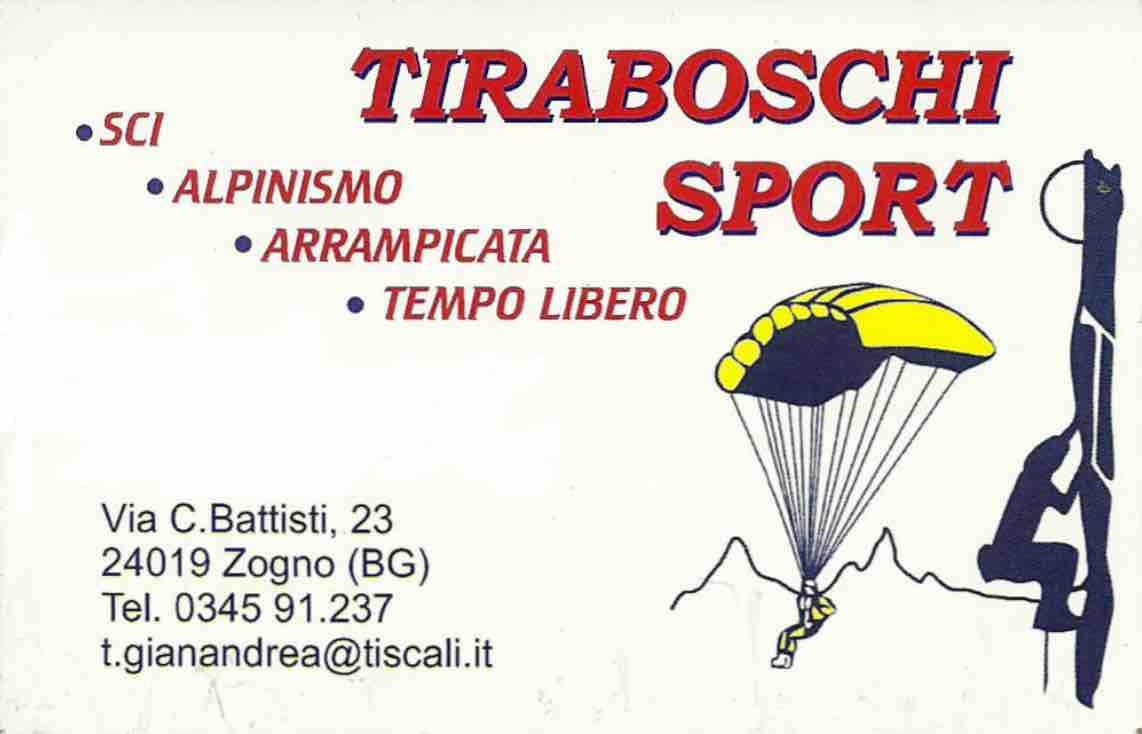 TIRABOSCHI
SPORT
•SCI
• ALPINISMO
• ARRAMPICATA
• TEMPO LIBERO
Via C.Battisti, 23
24019 Zogno (BG)
Tel. 0345 91.237
t.gianandrea@tiscali.it